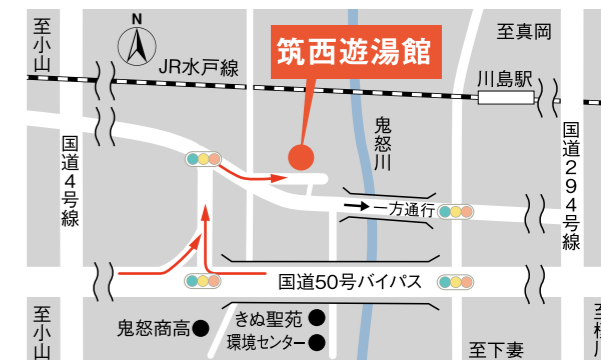 至小山
N
JR水戸線
筑西遊湯館
至真岡
川島駅
国道4号線
鬼怒川
国道294号線
一方通行
国道50号バイパス
至小山
鬼怒商高
きぬ聖苑
環境センター
至下妻